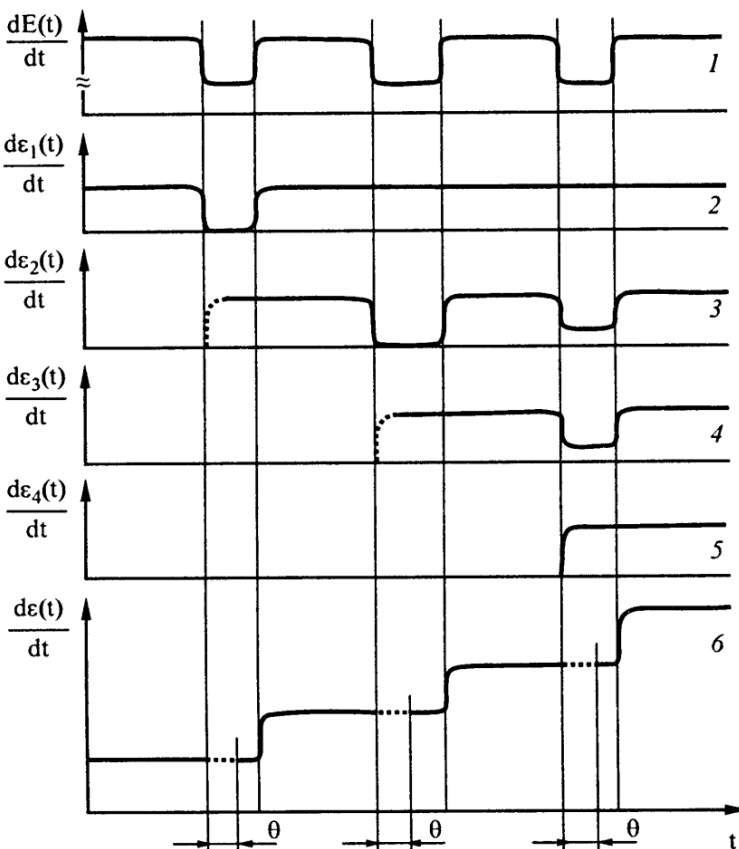 dE(t)
dt
≈
1
dε₁(t)
dt
2
dε₂(t)
dt
3
dε₃(t)
dt
4
dε₄(t)
dt
5
dε(t)
dt
6
θ θ θ t